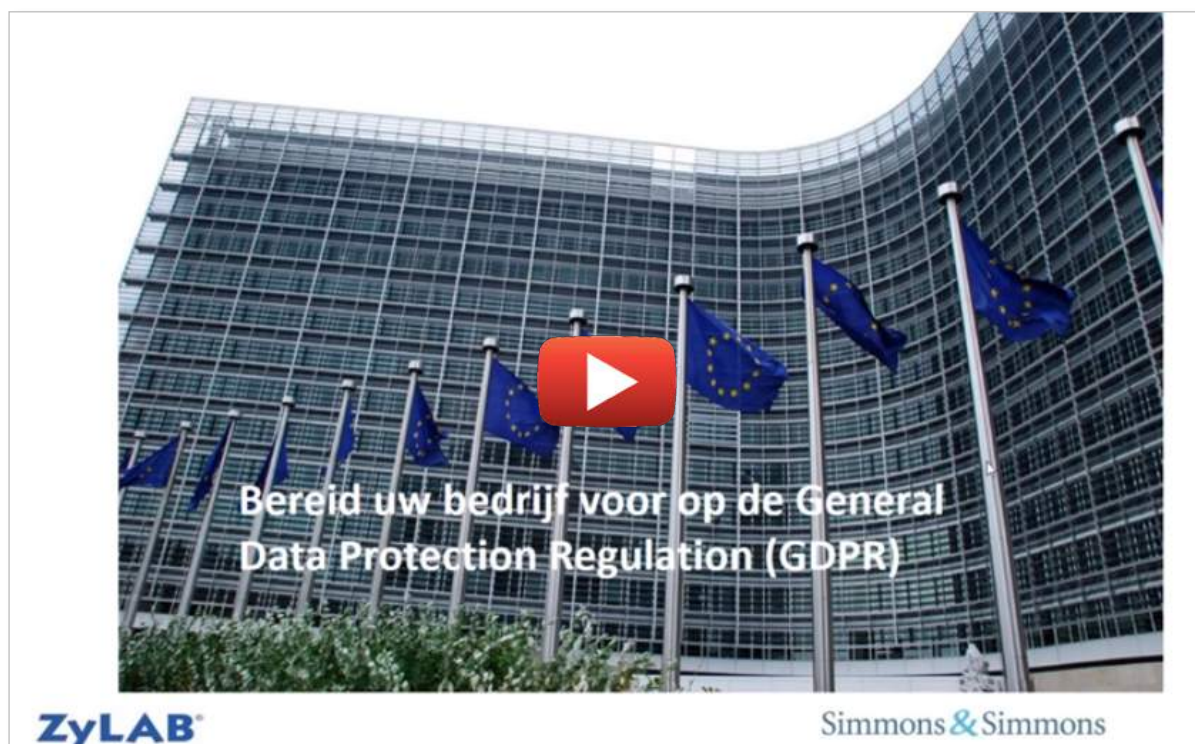 Bereid uw bedrijf voor op de General
Data Protection Regulation (GDPR)
ZyLAB®
Simmons & Simmons